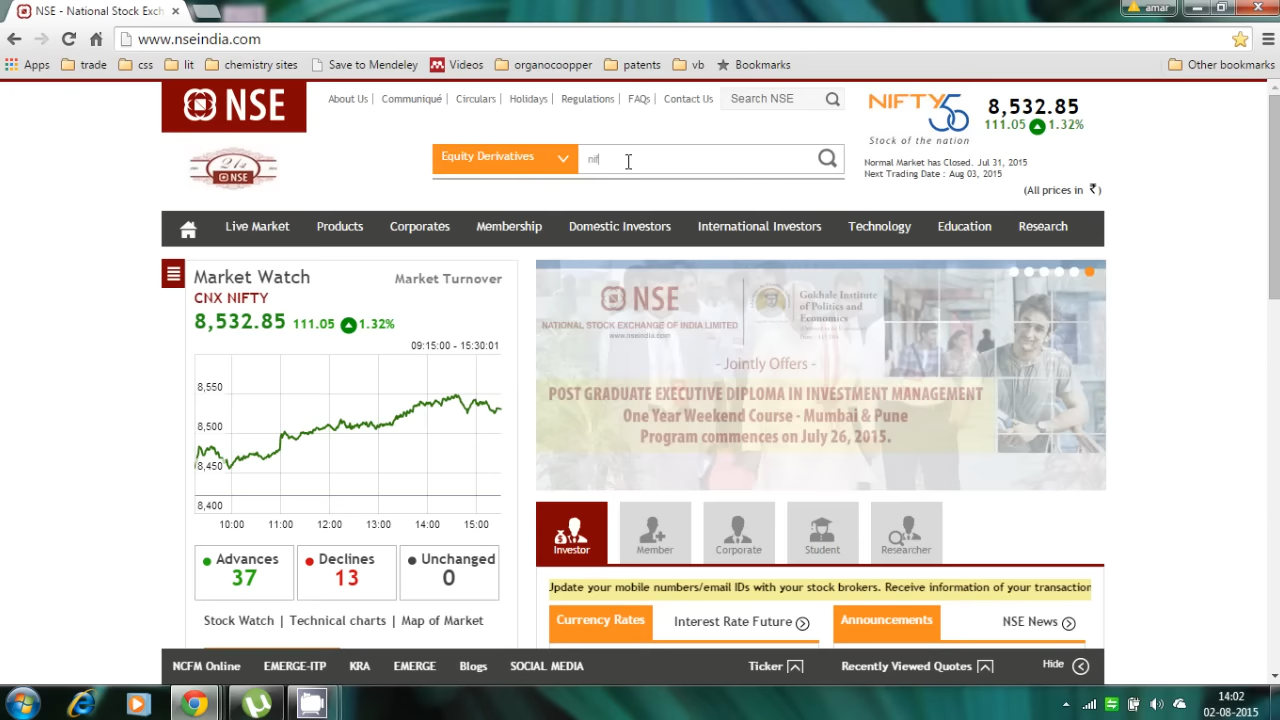 NSE - National Stock Exch
amar
www.nseindia.com
Apps trade css lit chemistry sites Save to Mendeley Videos organocoopper patents vb Bookmarks Other bookmarks
NSE
About Us | Communiqué | Circulars | Holidays | Regulations | FAQs | Contact Us
Search NSE
NIFTY 50
Stock of the nation
8,532.85
111.05 1.32%
Equity Derivatives
nif
Normal Market has Closed. Jul 31, 2015
Next Trading Date : Aug 03, 2015
(All prices in ₹)
NSE
Live Market Products Corporates Membership Domestic Investors International Investors Technology Education Research
Market Watch
Market Turnover
CNX NIFTY
8,532.85 111.05 1.32%
09:15:00 - 15:30:01
8,550
8,500
8,450
8,400
10:00 11:00 12:00 13:00 14:00 15:00
Advances
37
Declines
13
Unchanged
0
Stock Watch | Technical charts | Map of Market
NSE
NATIONAL STOCK EXCHANGE OF INDIA LIMITED
www.nseindia.com
Gokhale Institute
of Politics and
Economics
- Jointly Offers -
POST GRADUATE EXECUTIVE DIPLOMA IN INVESTMENT MANAGEMENT
One Year Weekend Course - Mumbai & Pune
Program commences on July 26, 2015.
Investor Member Corporate Student Researcher
Update your mobile numbers/email IDs with your stock brokers. Receive information of your transaction
Currency Rates Interest Rate Future
Announcements NSE News
NCFM Online EMERGE-ITP KRA EMERGE Blogs SOCIAL MEDIA Ticker Recently Viewed Quotes Hide
14:02
02-08-2015